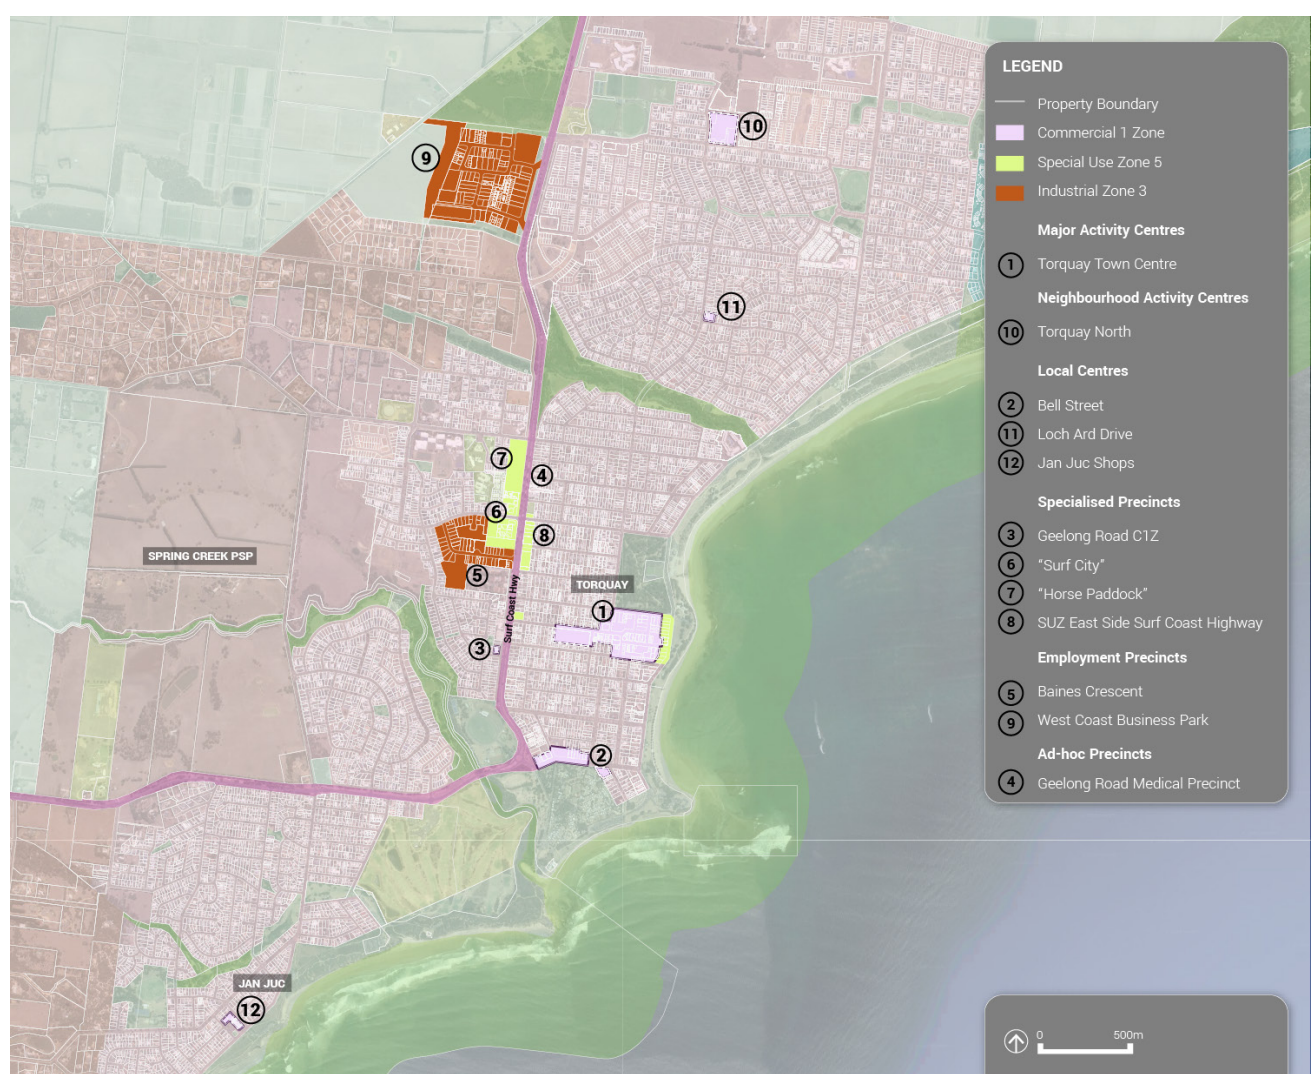 LEGEND
Property Boundary
Commercial 1 Zone
Special Use Zone 5
Industrial Zone 3
Major Activity Centres
1 Torquay Town Centre
Neighbourhood Activity Centres
10 Torquay North
Local Centres
2 Bell Street
11 Loch Ard Drive
12 Jan Juc Shops
Specialised Precincts
3 Geelong Road C1Z
6 “Surf City”
7 “Horse Paddock”
8 SUZ East Side Surf Coast Highway
Employment Precincts
5 Baines Crescent
9 West Coast Business Park
Ad-hoc Precincts
4 Geelong Road Medical Precinct
10
9
11
7
4
6
8
SPRING CREEK PSP
5
TORQUAY
Surf Coast Hwy
1
3
2
JAN JUC
12
0 500m